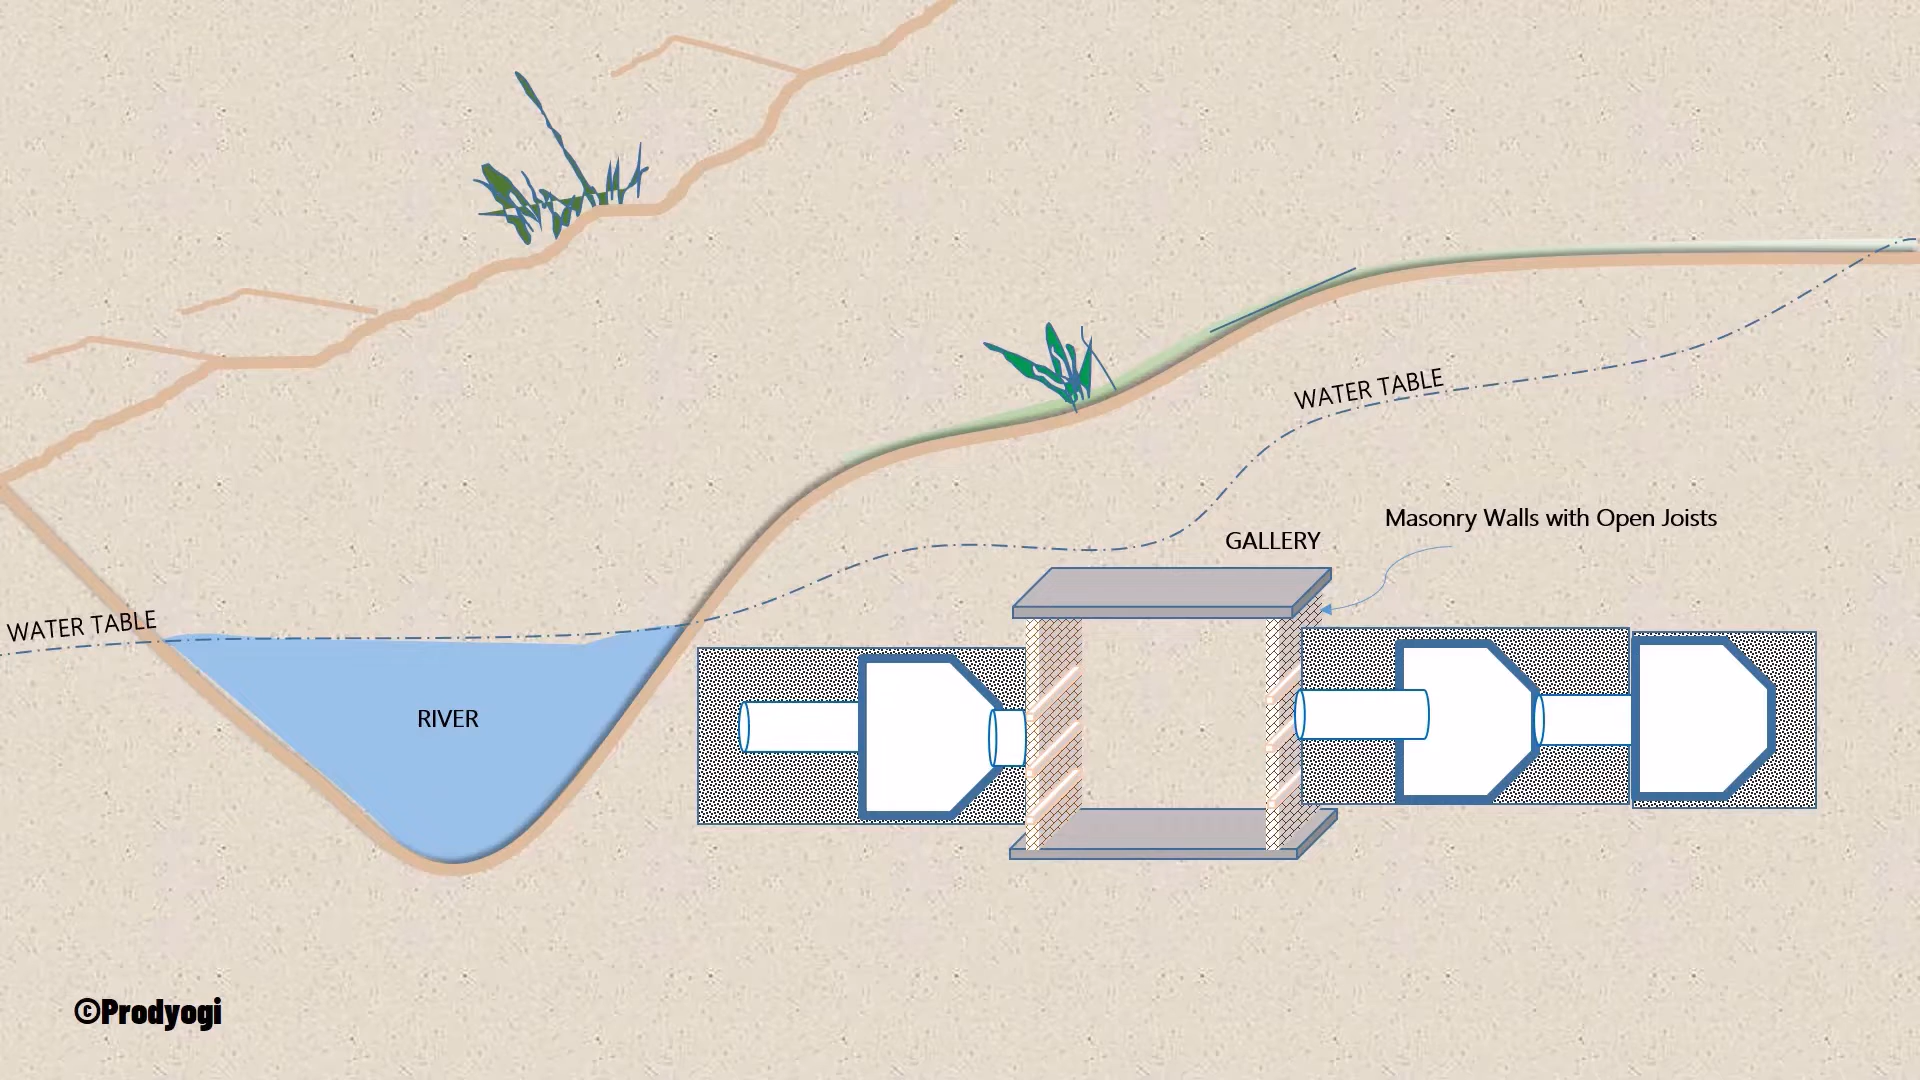 WATER TABLE
Masonry Walls with Open Joists
GALLERY
WATER TABLE
RIVER
©Prodyogi